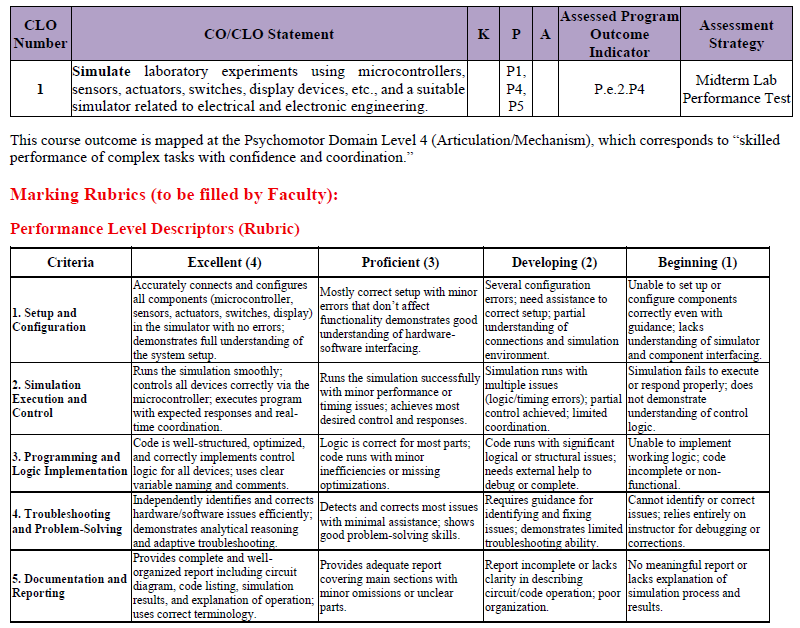 CLO
Number
CO/CLO Statement
K
P
A
Assessed Program
Outcome
Indicator
Assessment
Strategy
1
Simulate laboratory experiments using microcontrollers,
sensors, actuators, switches, display devices, etc., and a suitable
simulator related to electrical and electronic engineering.
P1,
P4,
P5
P.e.2.P4
Midterm Lab
Performance Test
This course outcome is mapped at the Psychomotor Domain Level 4 (Articulation/Mechanism), which corresponds to “skilled
performance of complex tasks with confidence and coordination.”
Marking Rubrics (to be filled by Faculty):
Performance Level Descriptors (Rubric)
Criteria
Excellent (4)
Proficient (3)
Developing (2)
Beginning (1)
1. Setup and
Configuration
Accurately connects and configures
all components (microcontroller,
sensors, actuators, switches, display)
in the simulator with no errors;
demonstrates full understanding of
the system setup.
Mostly correct setup with minor
errors that don’t affect
functionality demonstrates good
understanding of hardware-
software interfacing.
Several configuration
errors; need assistance to
correct setup; partial
understanding of
connections and simulation
environment.
Unable to set up or
configure components
correctly even with
guidance; lacks
understanding of simulator
and component interfacing.
2. Simulation
Execution and
Control
Runs the simulation smoothly;
controls all devices correctly via the
microcontroller; executes program
with expected responses and real-
time coordination.
Runs the simulation successfully
with minor performance or
timing issues; achieves most
desired control and responses.
Simulation runs with
multiple issues
(logic/timing errors); partial
control achieved; limited
coordination.
Simulation fails to execute
or respond properly; does
not demonstrate
understanding of control
logic.
3. Programming and
Logic Implementation
Code is well-structured, optimized,
and correctly implements control
logic for all devices; uses clear
variable naming and comments.
Logic is correct for most parts;
code runs with minor
inefficiencies or missing
optimizations.
Code runs with significant
logical or structural issues;
needs external help to
debug or complete.
Unable to implement
working logic; code
incomplete or non-
functional.
4. Troubleshooting
and Problem-Solving
Independently identifies and corrects
hardware/software issues efficiently;
demonstrates analytical reasoning
and adaptive troubleshooting.
Detects and corrects most issues
with minimal assistance; shows
good problem-solving skills.
Requires guidance for
identifying and fixing
issues; demonstrates limited
troubleshooting ability.
Cannot identify or correct
issues; relies entirely on
instructor for debugging or
corrections.
5. Documentation and
Reporting
Provides complete and well-
organized report including circuit
diagram, code listing, simulation
results, and explanation of operation;
uses correct terminology.
Provides adequate report
covering main sections with
minor omissions or unclear
parts.
Report incomplete or lacks
clarity in describing
circuit/code operation; poor
organization.
No meaningful report or
lacks explanation of
simulation process and
results.